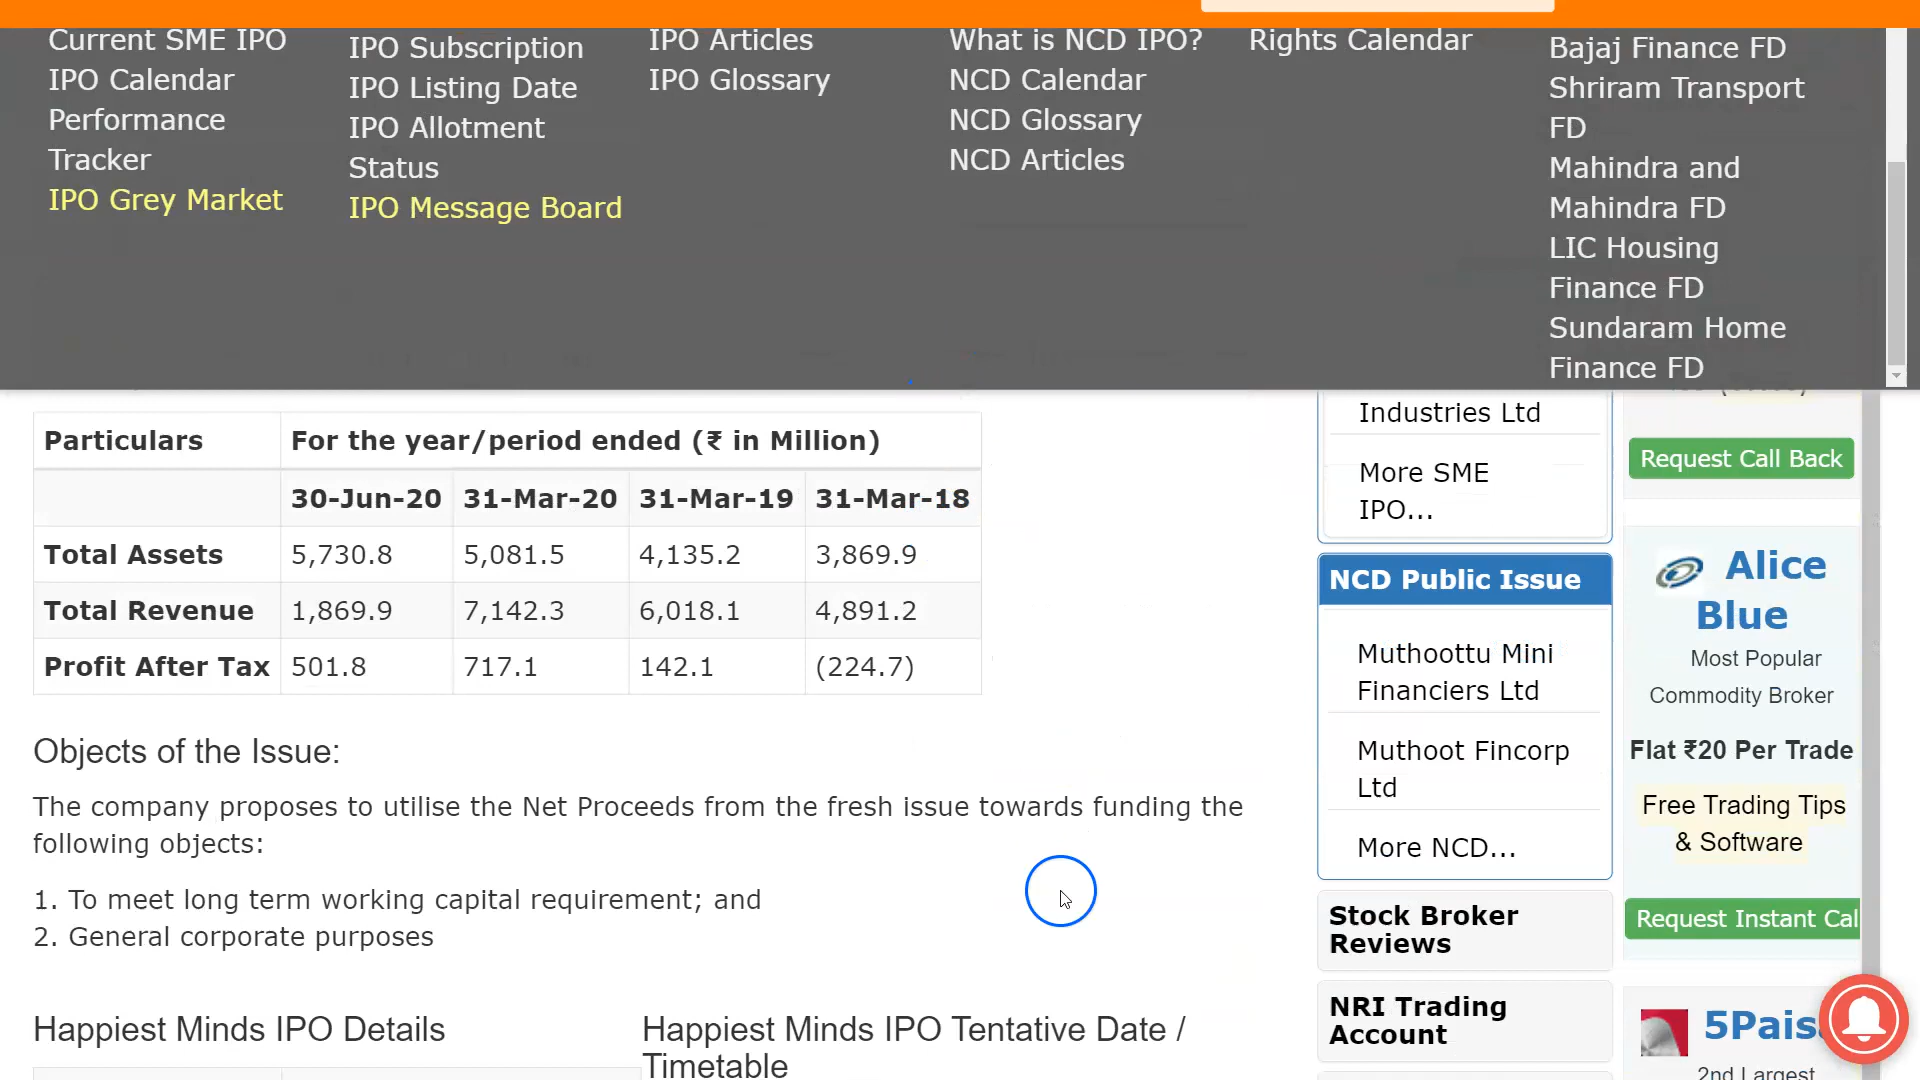 Current SME IPO
IPO Calendar
Performance
Tracker
IPO Grey Market
IPO Subscription
IPO Listing Date
IPO Allotment
Status
IPO Message Board
IPO Articles
IPO Glossary
What is NCD IPO?
NCD Calendar
NCD Glossary
NCD Articles
Rights Calendar
Bajaj Finance FD
Shriram Transport
FD
Mahindra and
Mahindra FD
LIC Housing
Finance FD
Sundaram Home
Finance FD
Particulars For the year/period ended (₹ in Million)
30-Jun-20 31-Mar-20 31-Mar-19 31-Mar-18
Total Assets 5,730.8 5,081.5 4,135.2 3,869.9
Total Revenue 1,869.9 7,142.3 6,018.1 4,891.2
Profit After Tax 501.8 717.1 142.1 (224.7)
Objects of the Issue:
The company proposes to utilise the Net Proceeds from the fresh issue towards funding the
following objects:
1. To meet long term working capital requirement; and
2. General corporate purposes
Happiest Minds IPO Details
Happiest Minds IPO Tentative Date /
Timetable
Industries Ltd
More SME
IPO...
NCD Public Issue
Muthoottu Mini
Financiers Ltd
Muthoot Fincorp
Ltd
More NCD...
Stock Broker
Reviews
NRI Trading
Account
Request Call Back
Alice
Blue
Most Popular
Commodity Broker
Flat ₹20 Per Trade
Free Trading Tips
& Software
Request Instant Cal
5Pais
2nd Largest